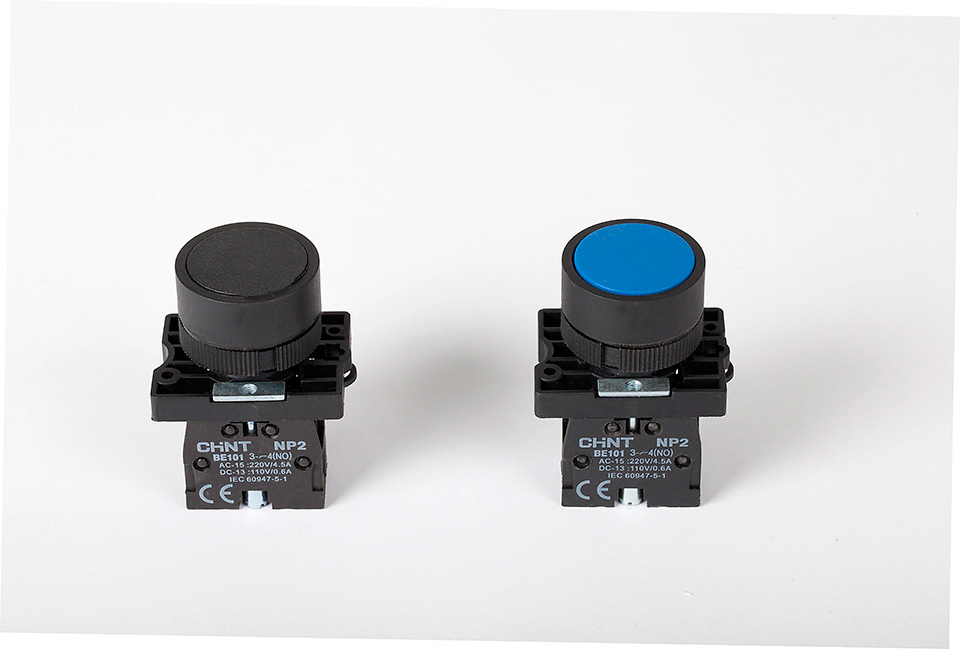 CHNT NP2
BE101 3-⁓4(NO)
AC-15 :220V/4.5A
DC-13 :110V/0.6A
IEC 60947-5-1
CE
CHNT NP2
BE101 3-⁓4(NO)
AC-15 :220V/4.5A
DC-13 :110V/0.6A
IEC 60947-5-1
CE